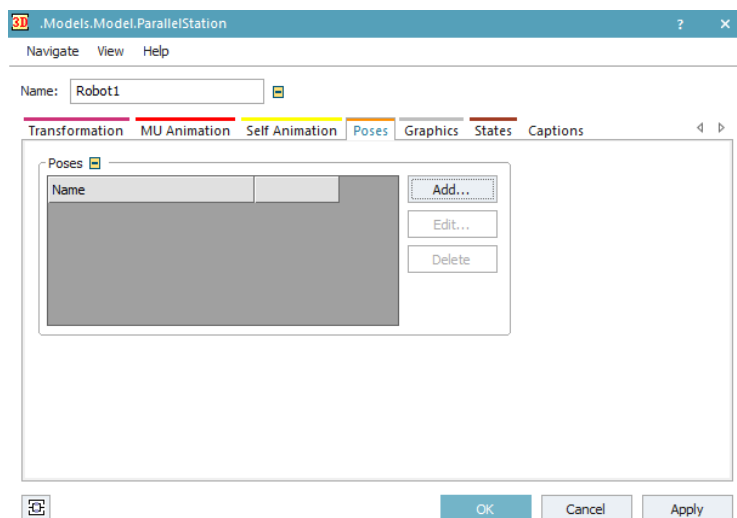 3D .Models.Model.ParallelStation ? ×
Navigate View Help
Name: Robot1
Transformation MU Animation Self Animation Poses Graphics States Captions
Poses
Name Add...
Edit...
Delete
OK Cancel Apply